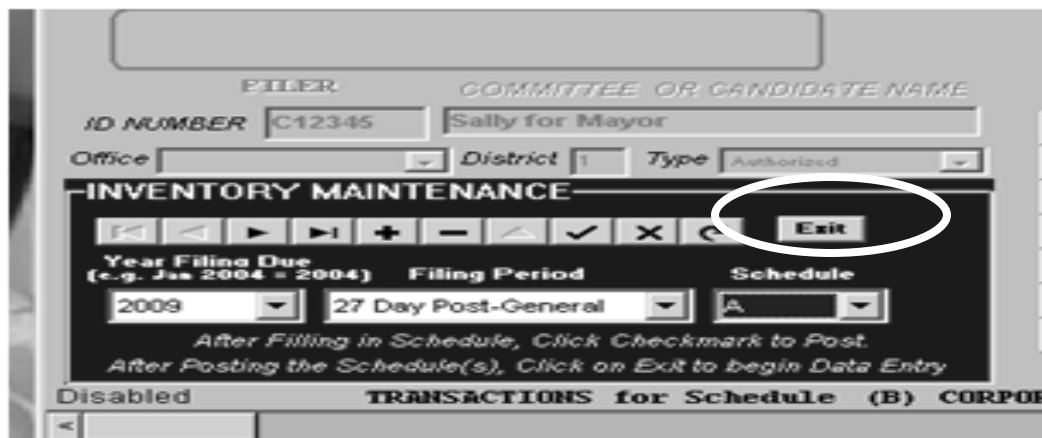 FILER COMMITTEE OR CANDIDATE NAME
ID NUMBER C12345 Sally for Mayor
Office District 1 Type Authorized
INVENTORY MAINTENANCE
Exit
Year Filing Due
(e.g. Jan 2004 = 2004) Filing Period Schedule
2009 27 Day Post-General A
After Filling in Schedule, Click Checkmark to Post.
After Posting the Schedule(s), Click on Exit to begin Data Entry
Disabled TRANSACTIONS for Schedule (B) CORPOR